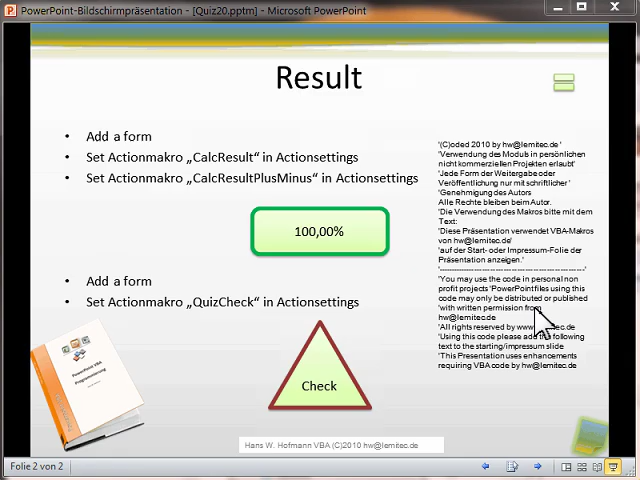 PowerPoint-Bildschirmpräsentation - [Quiz20.pptm] - Microsoft PowerPoint
Result
• Add a form
• Set Actionmakro „CalcResult" in Actionsettings
• Set Actionmakro „CalcResultPlusMinus" in Actionsettings
100,00%
• Add a form
• Set Actionmakro „QuizCheck" in Actionsettings
Check
'(C)oded 2010 by hw@lemitec.de '
'Verwendung des Moduls in persönlichen
nicht kommerziellen Projekten erlaubt'
'Jede Form der Weitergabe oder
Veröffentlichung nur mit schriftlicher '
'Genehmigung des Autors
Alle Rechte bleiben beim Autor.
'Die Verwendung des Makros bitte mit dem
Text:
'Diese Präsentation verwendet VBA-Makros
von hw@lemitec.de'
'auf der Start- oder Impressum-Folie der
Präsentation anzeigen.'
'You may use the code in personal non
profit projects 'PowerPointfiles using this
code may only be distributed or published
'with written permission from
hw@lemitec.de
'All rights reserved by
'Using this code please add the following
text to the starting/impressum slide
'This Presentation uses enhancements
requiring VBA code by hw@lemitec.de
PowerPoint VBA
Programmierung
Hans W. Hofmann VBA (C)2010 hw@lemitec.de
Folie 2 von 2